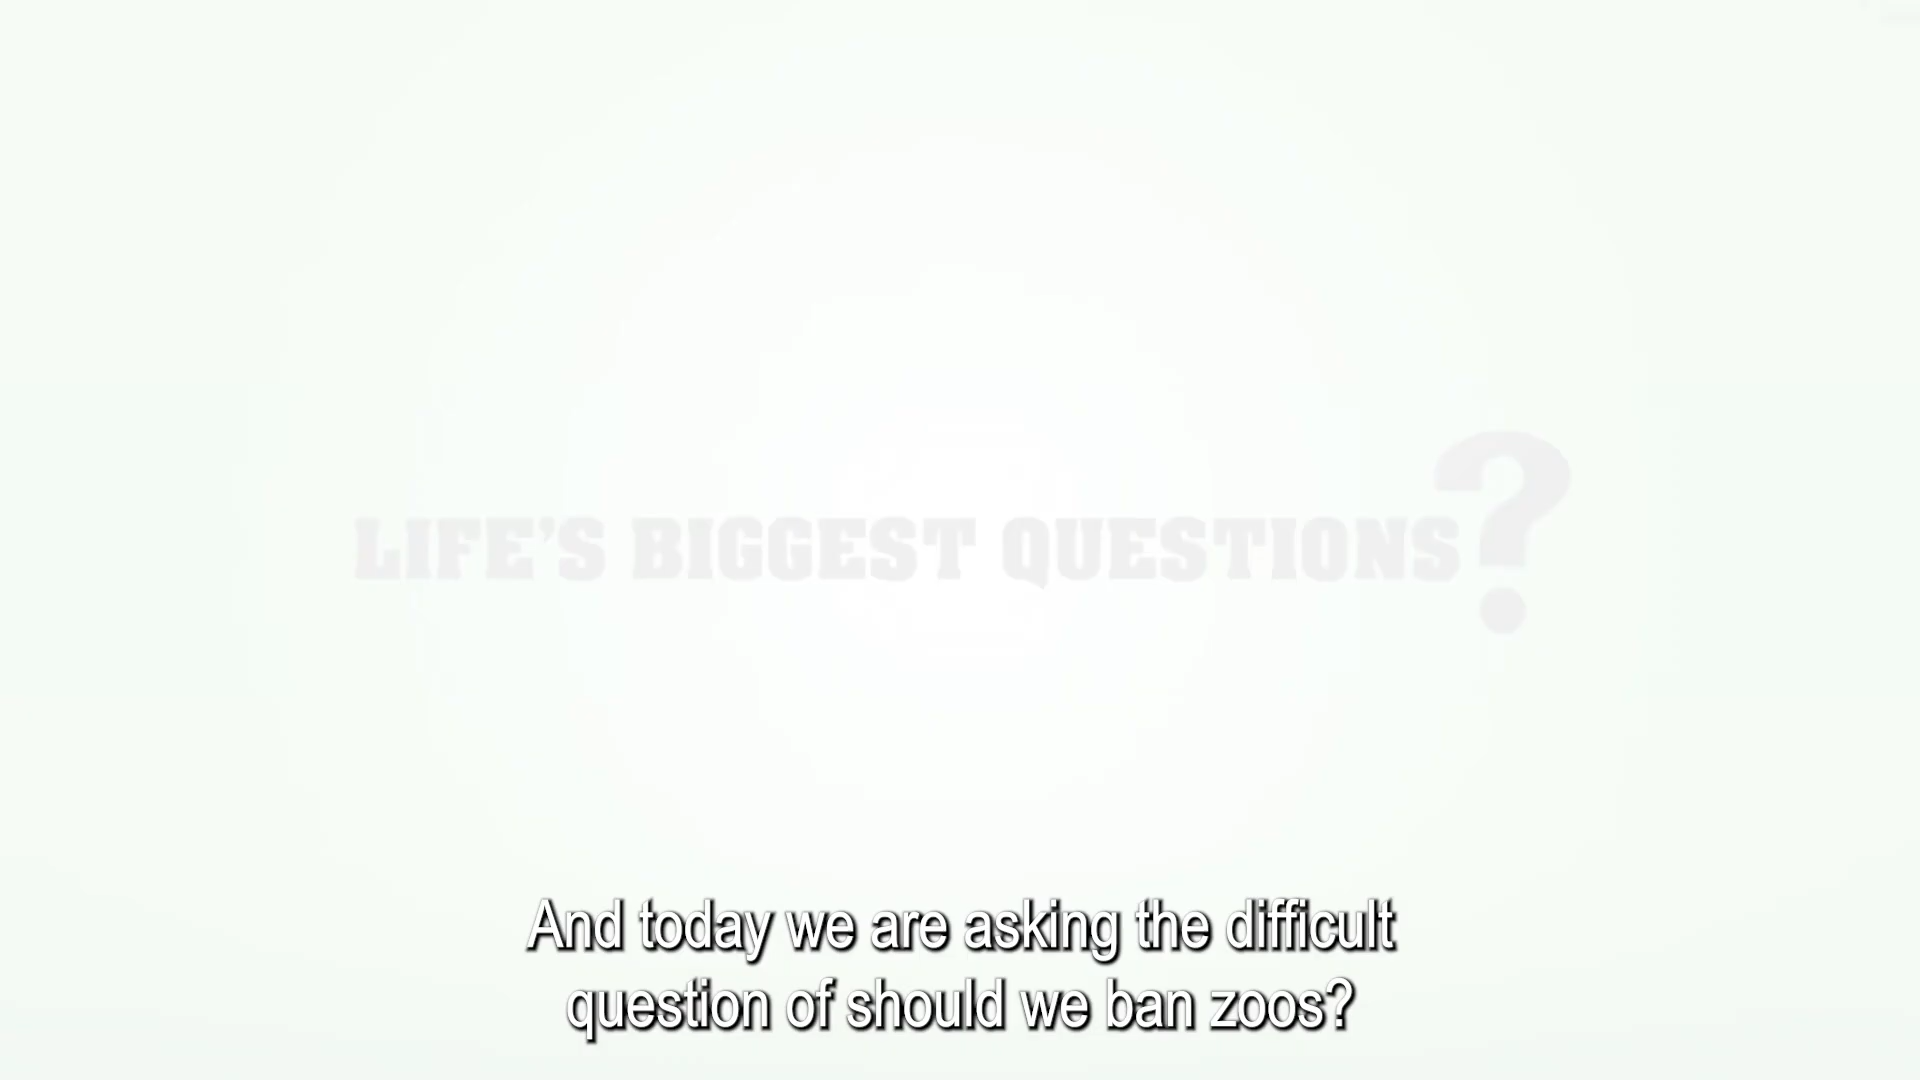 LIFE'S BIGGEST QUESTIONS?
And today we are asking the difficult
question of should we ban zoos?